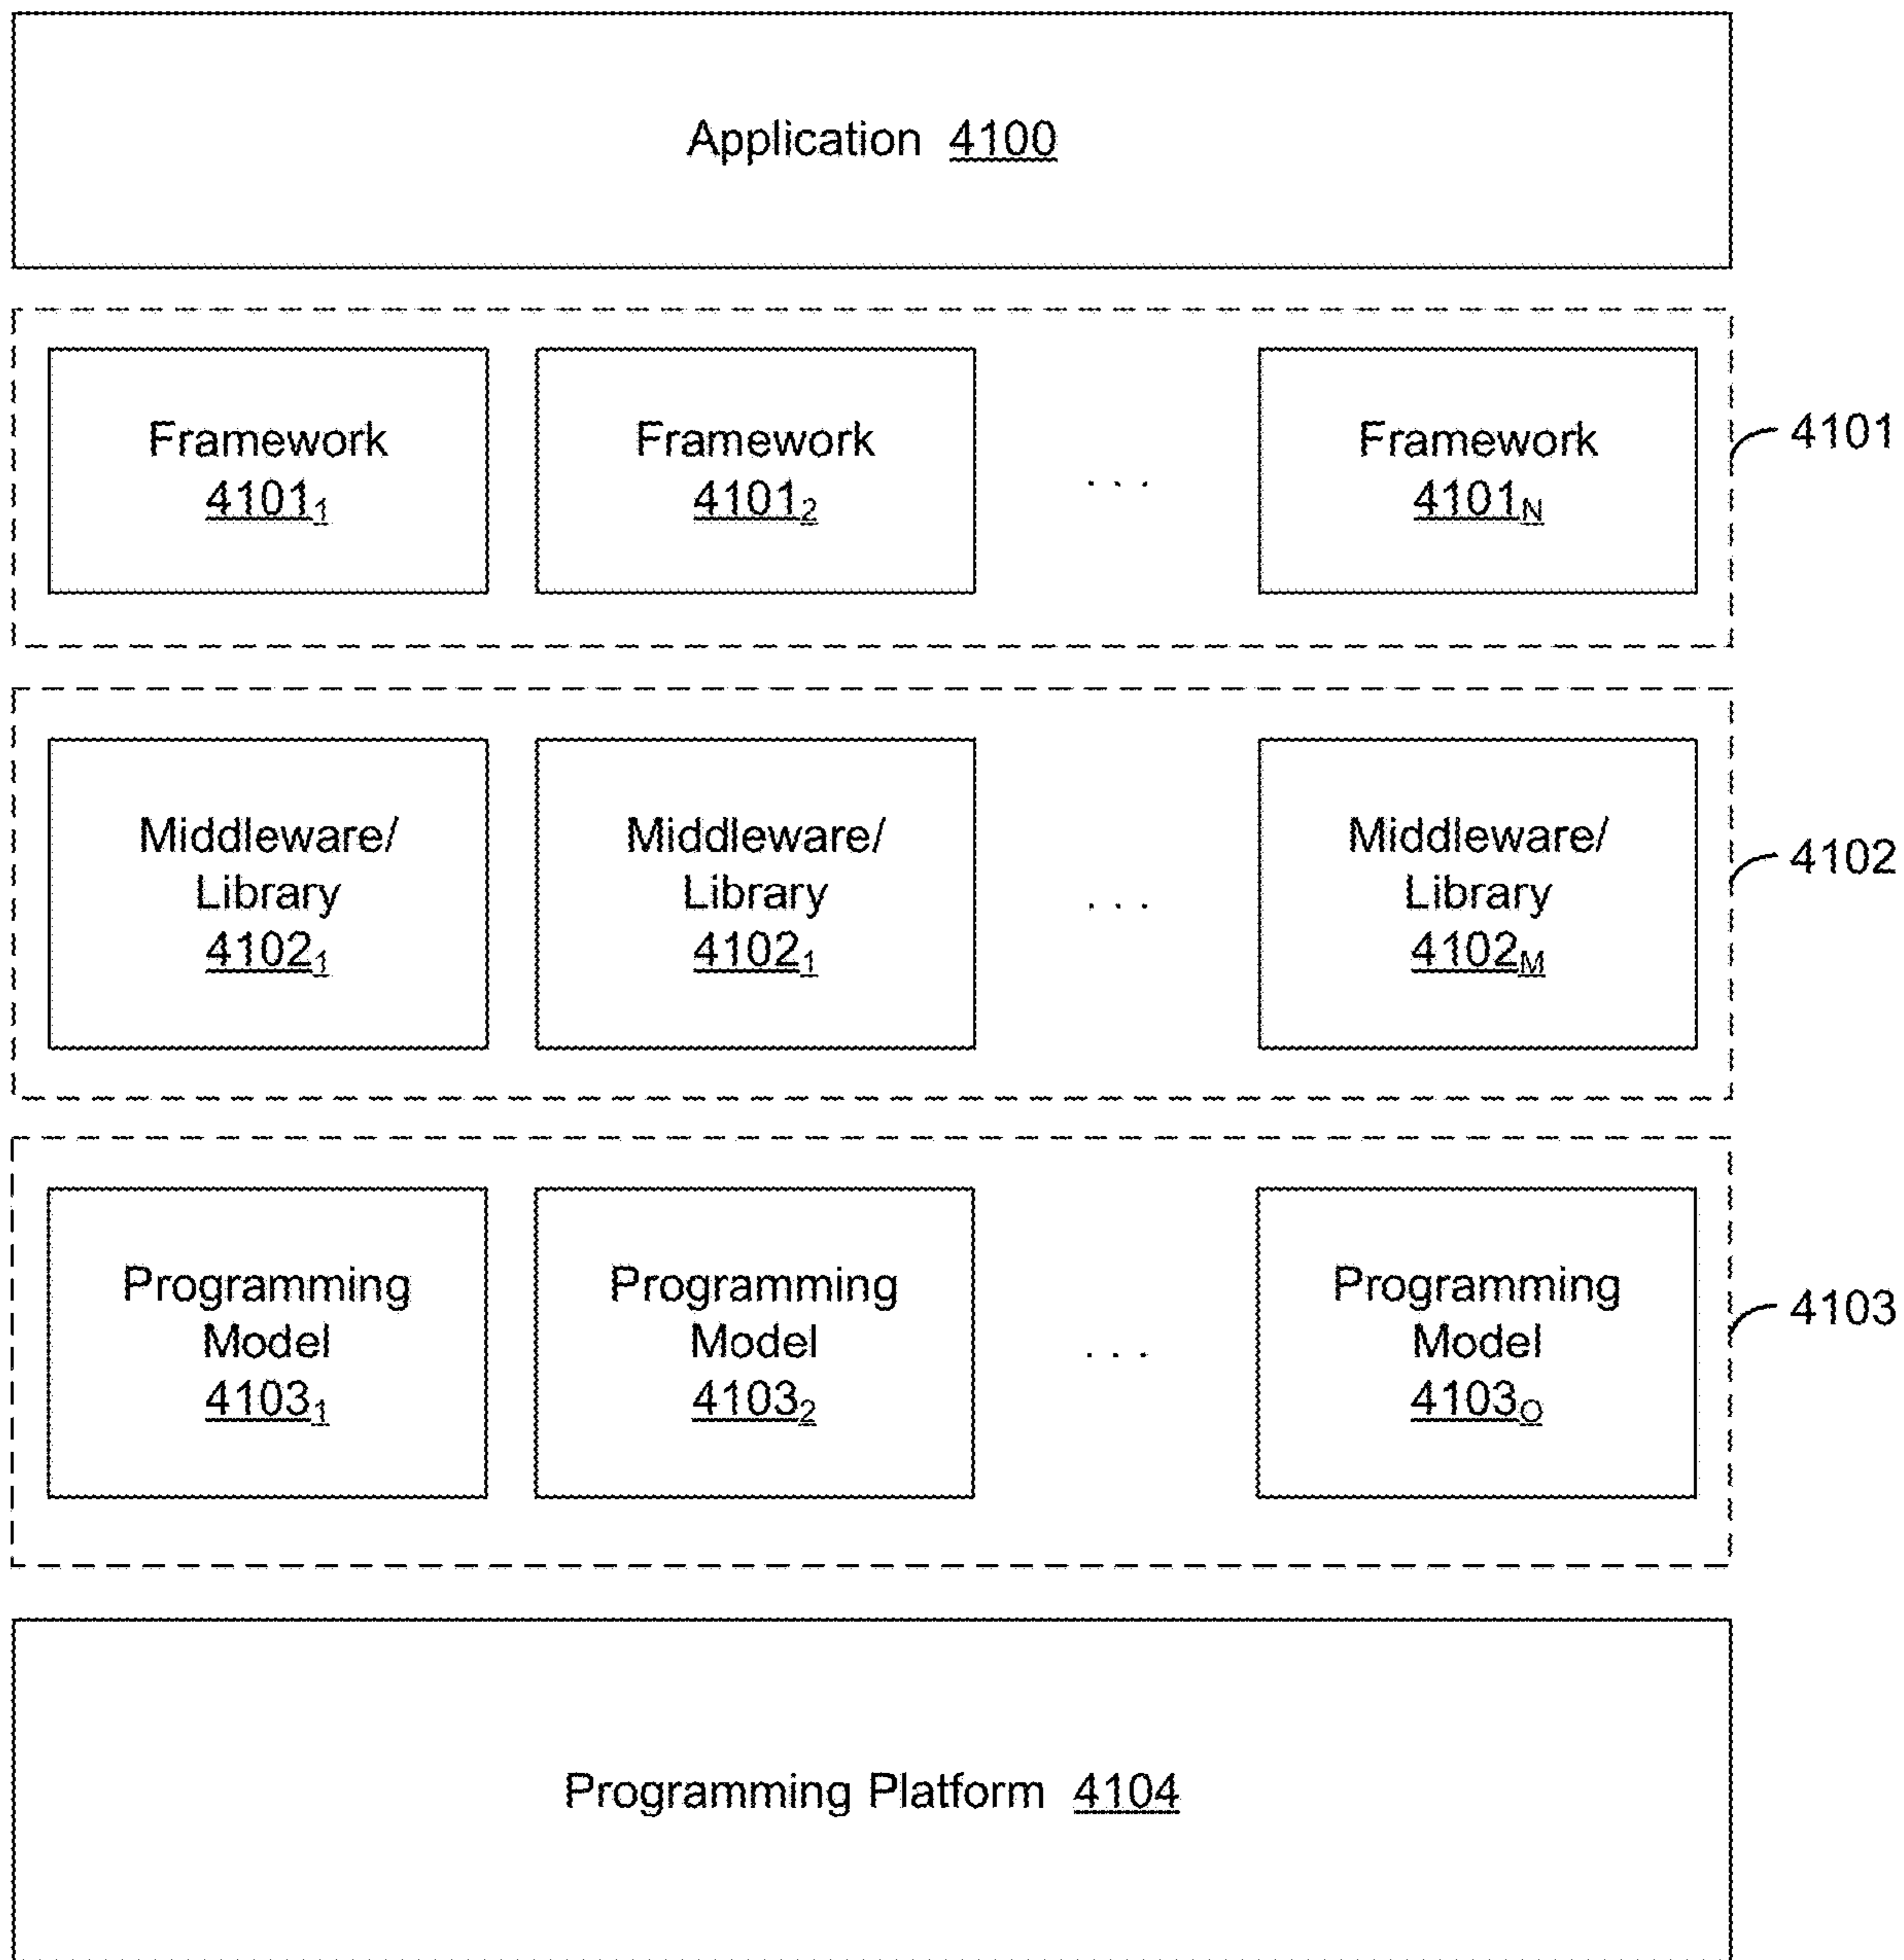 Application 4100
Framework
4101₁
Framework
4101₂
. . .
Framework
4101N
4101
Middleware/
Library
4102₁
Middleware/
Library
4102₁
. . .
Middleware/
Library
4102M
4102
Programming
Model
4103₁
Programming
Model
4103₂
. . .
Programming
Model
4103O
4103
Programming Platform 4104